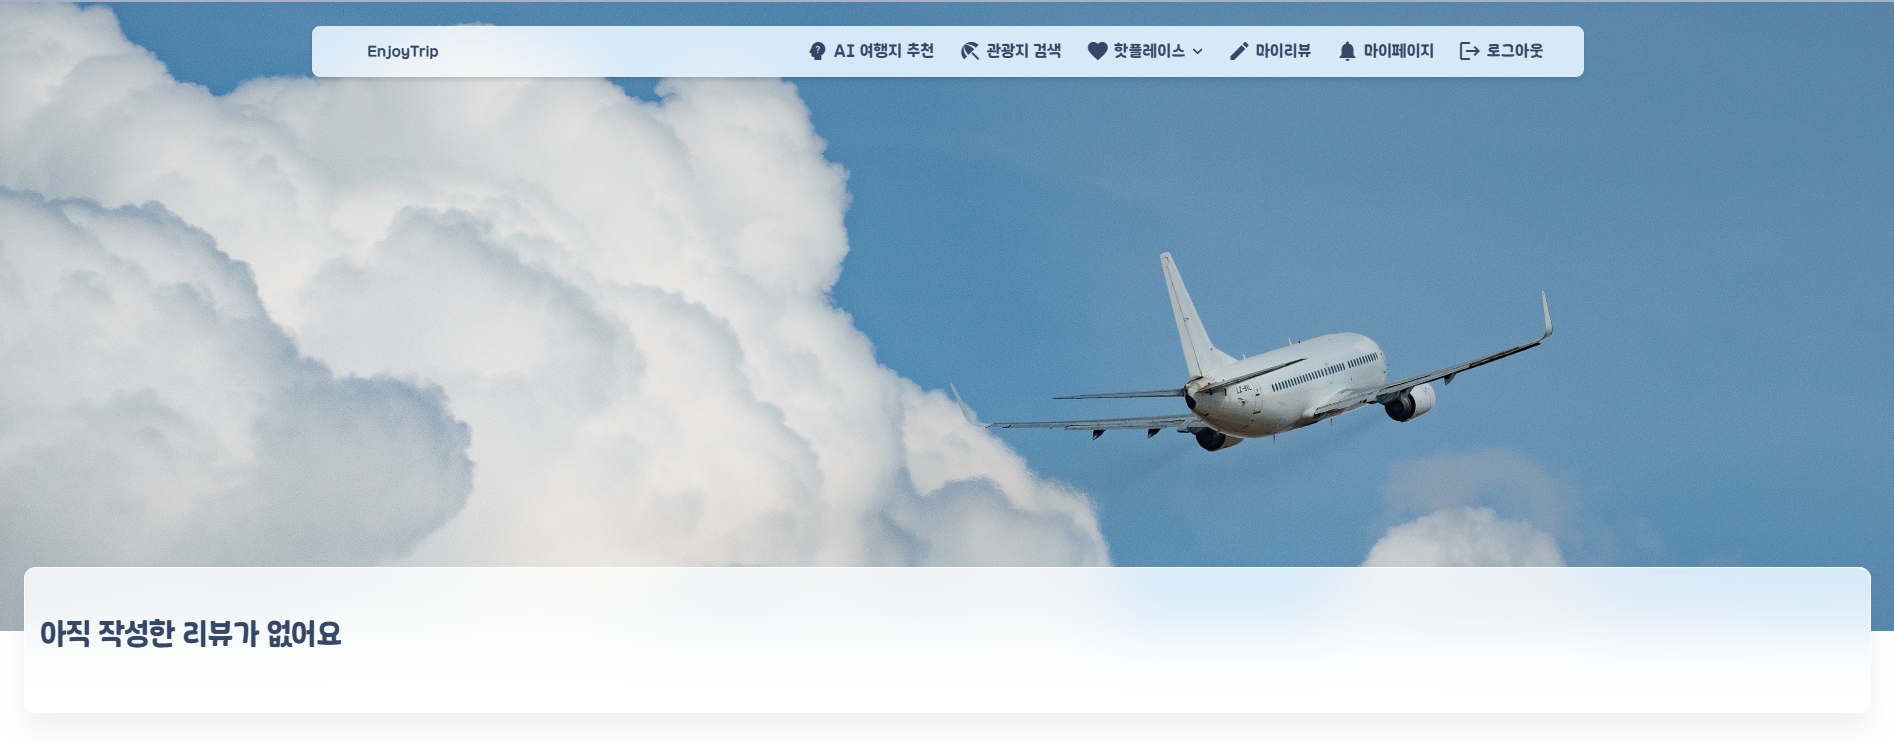 EnjoyTrip AI 여행지 추천 관광지 검색 핫플레이스 마이리뷰 마이페이지 로그아웃
아직 작성한 리뷰가 없어요